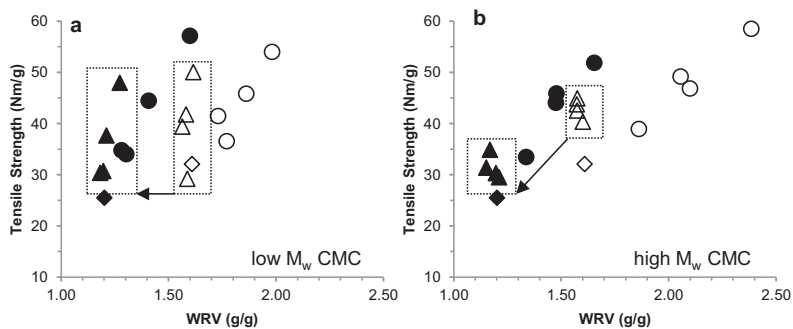 a
60
50
40
30
20
10
Tensile Strength (Nm/g)
low Mw CMC
1.00 1.50 2.00 2.50
WRV (g/g)
b
60
50
40
30
20
10
Tensile Strength (Nm/g)
high Mw CMC
1.00 1.50 2.00 2.50
WRV (g/g)